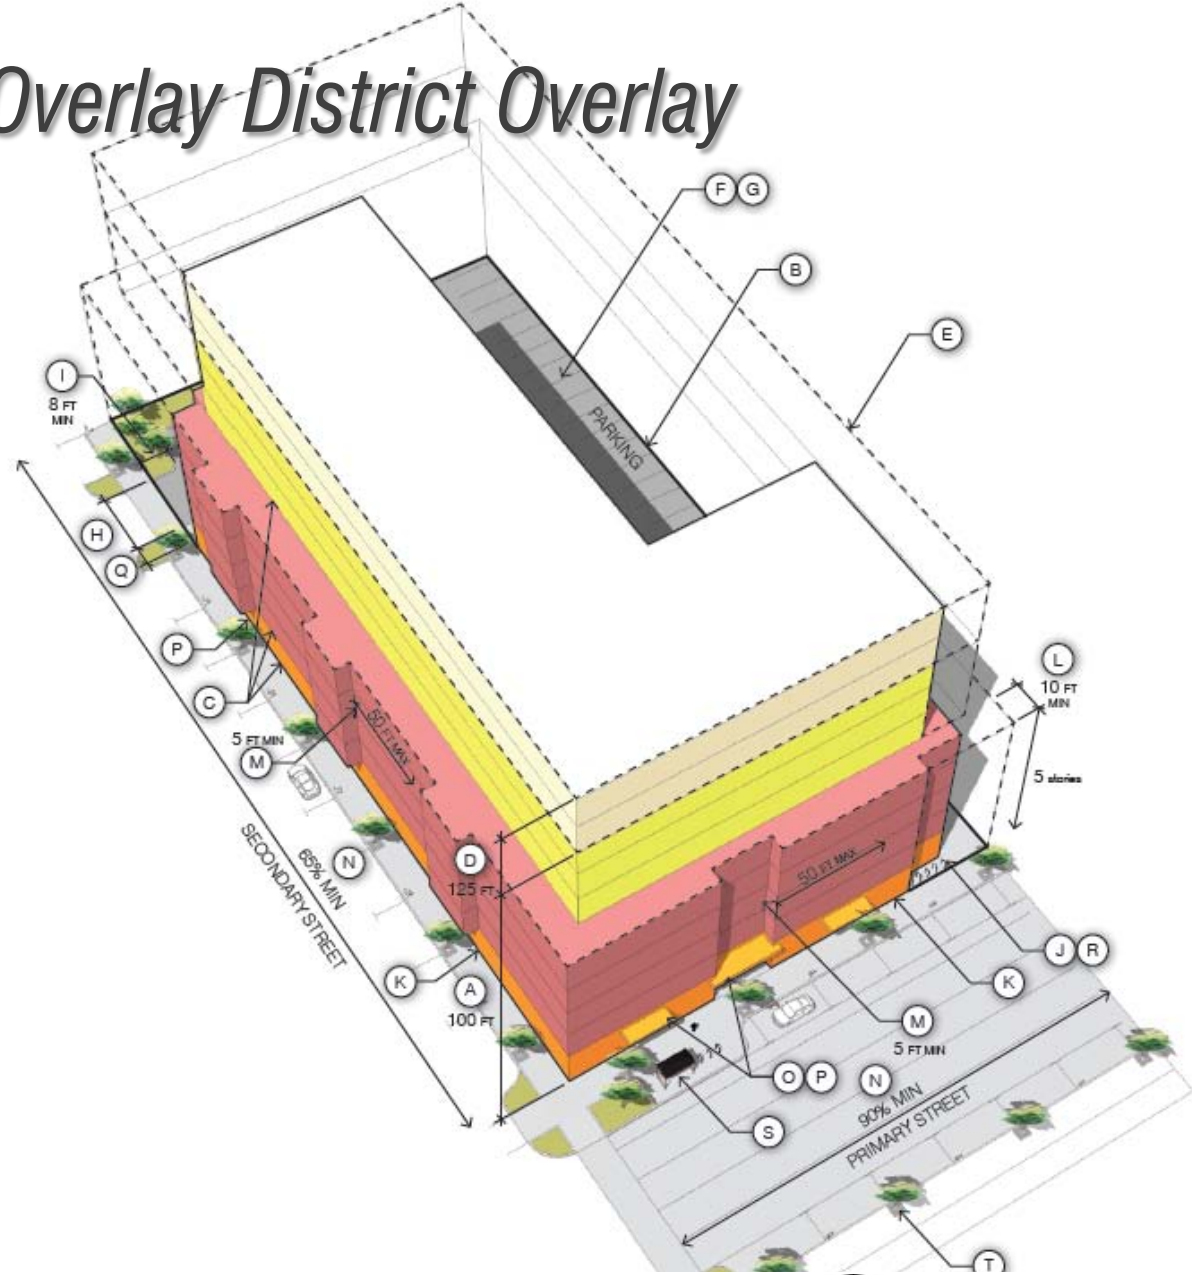 Overlay District Overlay
F G
B
E
I
8 FT
MIN
PARKING
H
Q
P
C
L
10 FT
MIN
5 FT MIN
M
50 FT MAX
5 stories
SECONDARY STREET
65% MIN
N
D
125 FT
50 FT MAX
K
A
100 FT
J R
K
M
5 FT MIN
O P
N
90% MIN
PRIMARY STREET
S
T